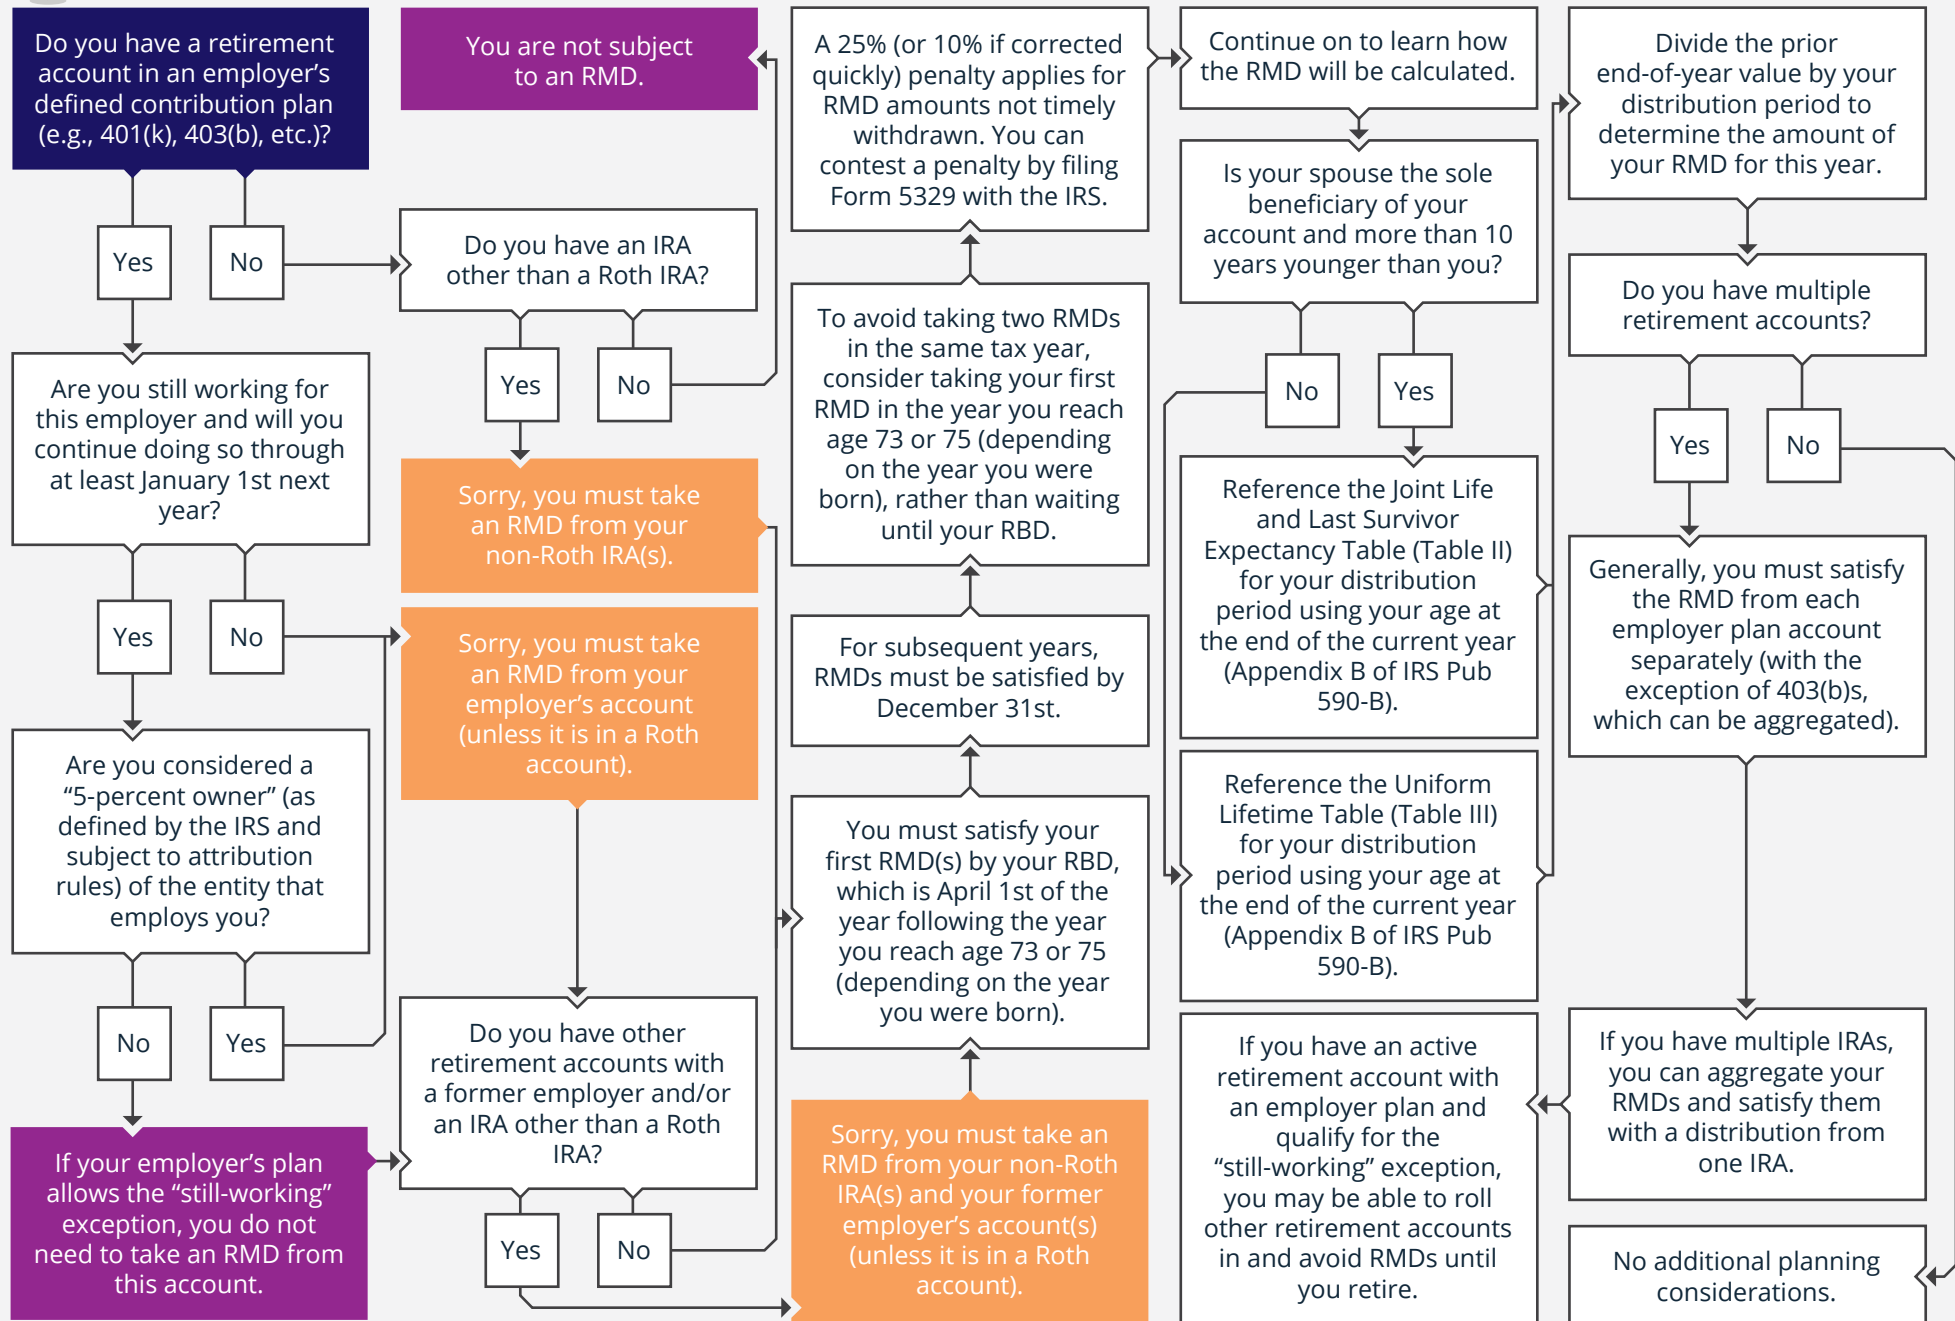 Do you have a retirement
account in an employer’s
defined contribution plan
(e.g., 401(k), 403(b), etc.)?
Yes
No
Are you still working for
this employer and will you
continue doing so through
at least January 1st next
year?
Yes
No
Are you considered a
“5-percent owner” (as
defined by the IRS and
subject to attribution
rules) of the entity that
employs you?
No
Yes
If your employer’s plan
allows the “still-working”
exception, you do not
need to take an RMD from
this account.
You are not subject
to an RMD.
Do you have an IRA
other than a Roth IRA?
Yes
No
Sorry, you must take
an RMD from your
non-Roth IRA(s).
Sorry, you must take
an RMD from your
employer’s account
(unless it is in a Roth
account).
Do you have other
retirement accounts with
a former employer and/or
an IRA other than a Roth
IRA?
Yes
No
A 25% (or 10% if corrected
quickly) penalty applies for
RMD amounts not timely
withdrawn. You can
contest a penalty by filing
Form 5329 with the IRS.
To avoid taking two RMDs
in the same tax year,
consider taking your first
RMD in the year you reach
age 73 or 75 (depending
on the year you were
born), rather than waiting
until your RBD.
For subsequent years,
RMDs must be satisfied by
December 31st.
You must satisfy your
first RMD(s) by your RBD,
which is April 1st of the
year following the year
you reach age 73 or 75
(depending on the year
you were born).
Sorry, you must take an
RMD from your non-Roth
IRA(s) and your former
employer’s account(s)
(unless it is in a Roth
account).
Continue on to learn how
the RMD will be calculated.
Is your spouse the sole
beneficiary of your
account and more than 10
years younger than you?
No
Yes
Reference the Joint Life
and Last Survivor
Expectancy Table (Table II)
for your distribution
period using your age at
the end of the current year
(Appendix B of IRS Pub
590-B).
Reference the Uniform
Lifetime Table (Table III)
for your distribution
period using your age at
the end of the current year
(Appendix B of IRS Pub
590-B).
If you have an active
retirement account with
an employer plan and
qualify for the
“still-working” exception,
you may be able to roll
other retirement accounts
in and avoid RMDs until
you retire.
Divide the prior
end-of-year value by your
distribution period to
determine the amount of
your RMD for this year.
Do you have multiple
retirement accounts?
Yes
No
Generally, you must satisfy
the RMD from each
employer plan account
separately (with the
exception of 403(b)s,
which can be aggregated).
If you have multiple IRAs,
you can aggregate your
RMDs and satisfy them
with a distribution from
one IRA.
No additional planning
considerations.